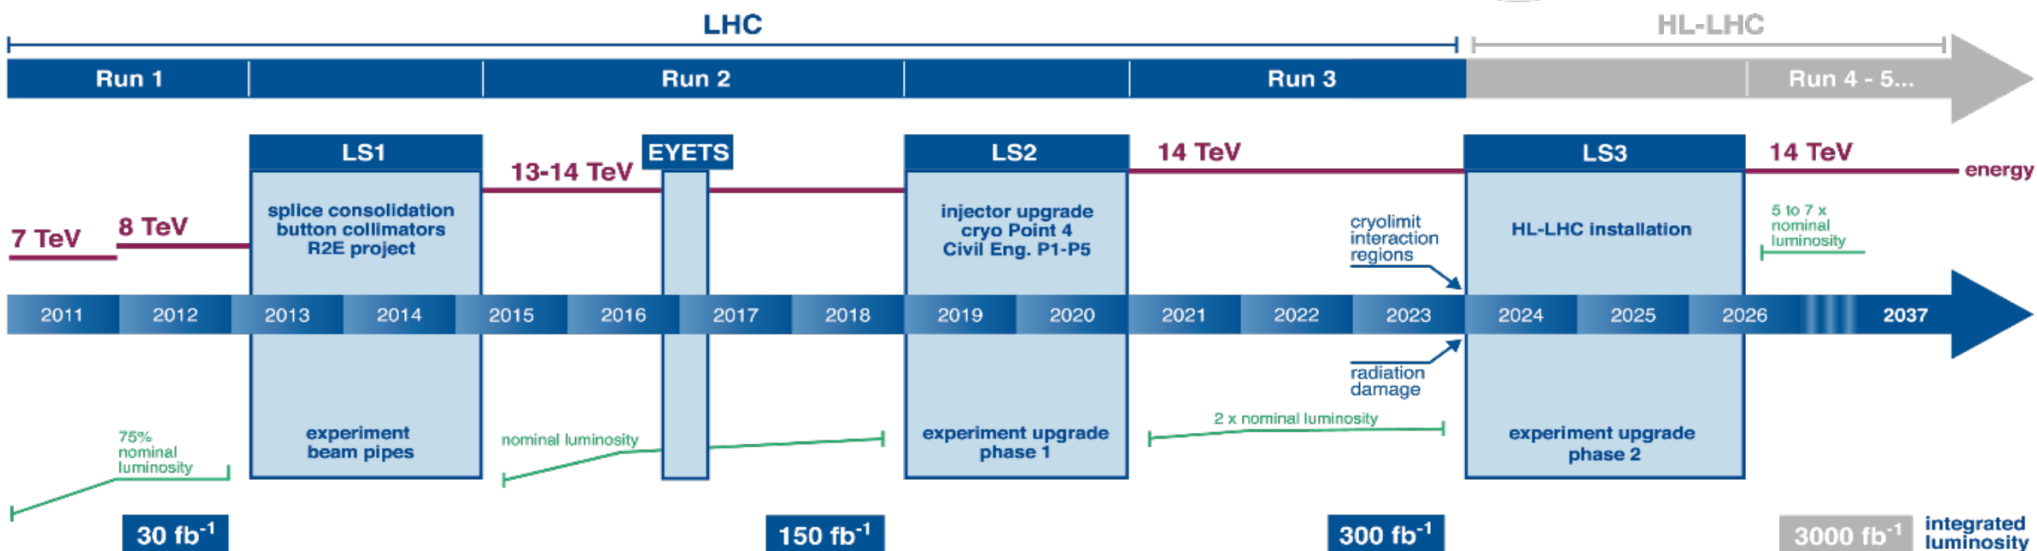 LHC
HL-LHC
Run 1
Run 2
Run 3
Run 4 - 5...
LS1
EYETS
LS2
LS3
7 TeV
8 TeV
13-14 TeV
14 TeV
14 TeV
energy
splice consolidation
button collimators
R2E project
injector upgrade
cryo Point 4
Civil Eng. P1-P5
cryolimit
interaction
regions
HL-LHC installation
5 to 7 x
nominal
luminosity
2011
2012
2013
2014
2015
2016
2017
2018
2019
2020
2021
2022
2023
2024
2025
2026
2037
radiation
damage
75%
nominal
luminosity
experiment
beam pipes
nominal luminosity
experiment upgrade
phase 1
2 x nominal luminosity
experiment upgrade
phase 2
30 fb⁻¹
150 fb⁻¹
300 fb⁻¹
3000 fb⁻¹
integrated
luminosity